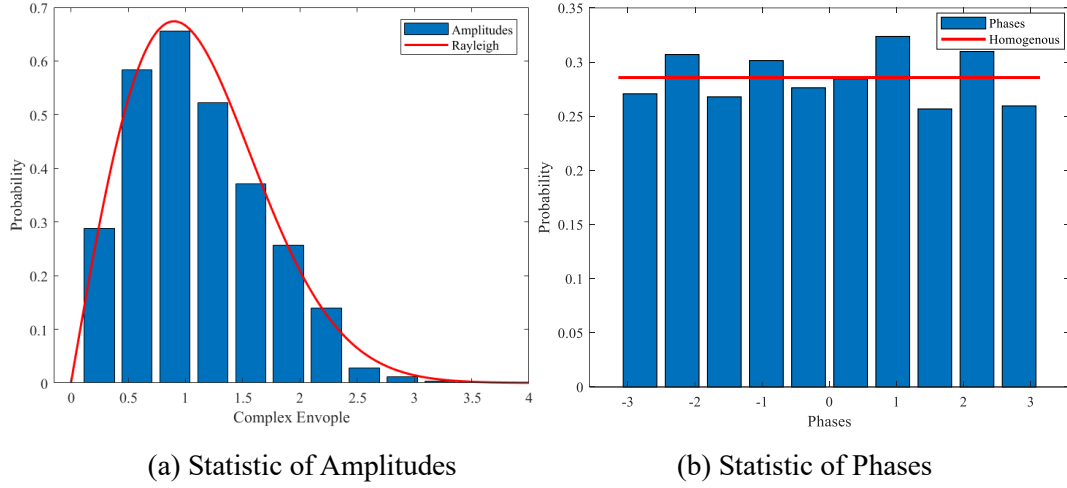 0.7
0.6
0.5
0.4
0.3
0.2
0.1
0
Probability
0 0.5 1 1.5 2 2.5 3 3.5 4
Complex Envople
Amplitudes
Rayleigh
(a) Statistic of Amplitudes
0.35
0.3
0.25
0.2
0.15
0.1
0.05
0
Probability
-3 -2 -1 0 1 2 3
Phases
Phases
Homogenous
(b) Statistic of Phases